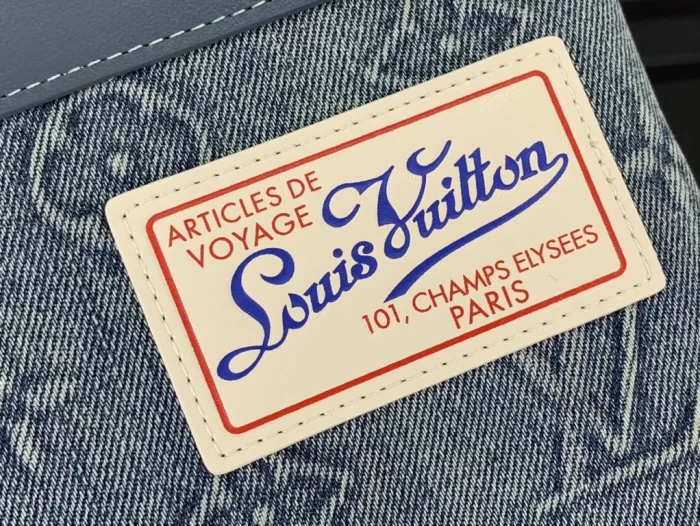 ARTICLES DE
VOYAGE
Louis Vuitton
101, CHAMPS ELYSEES
PARIS